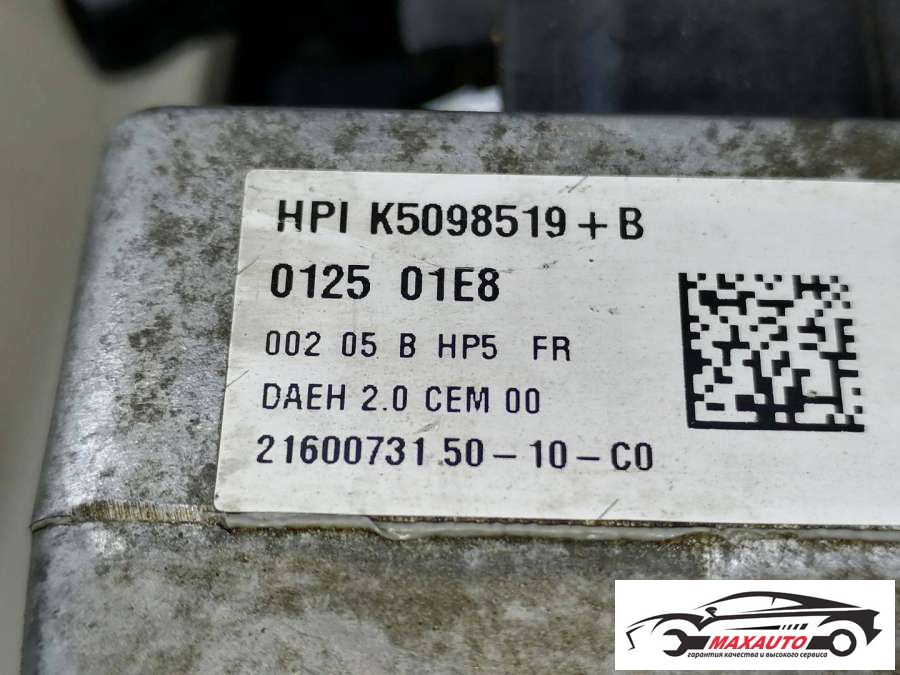 HPI K5098519+B
0125 01E8
002 05 B HP5 FR
DAEH 2.0 CEM 00
21600731 50-10-C0
MAXAUTO
гарантия качества и высокого сервиса